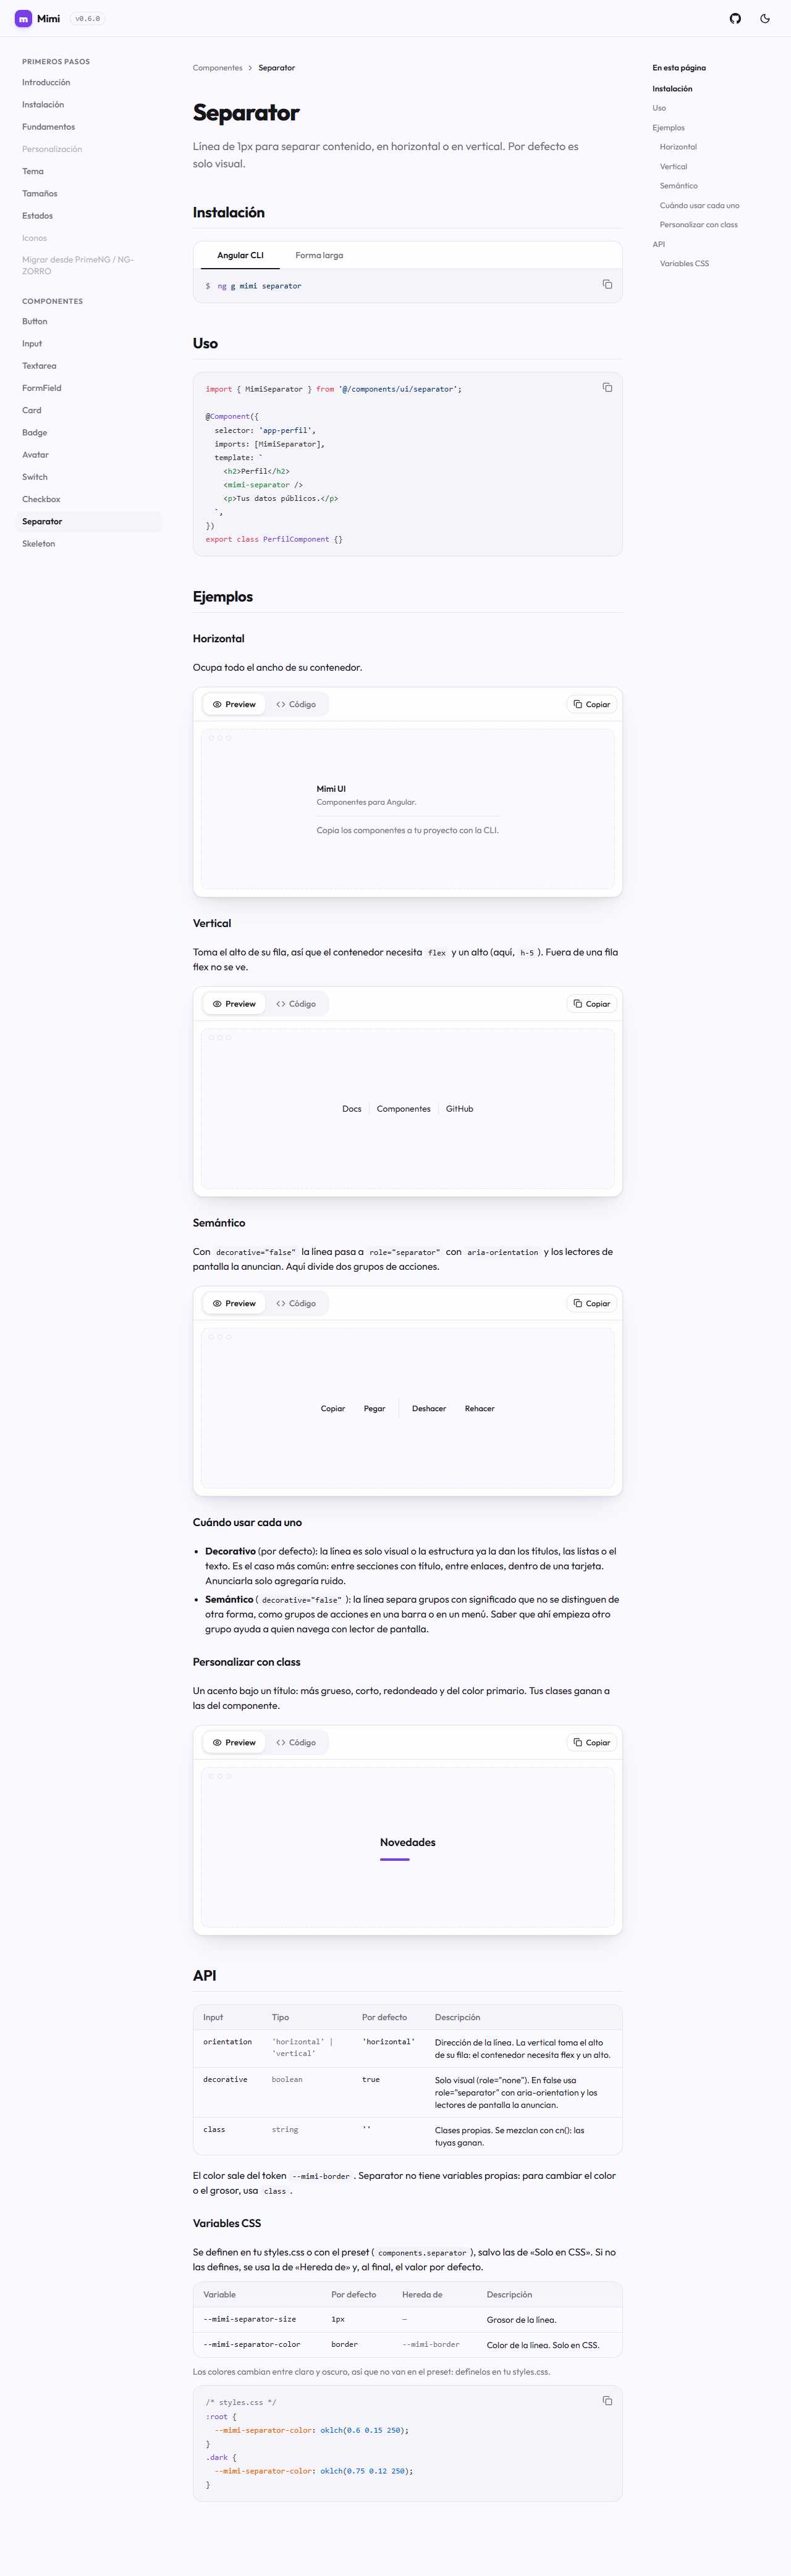 m Mimi v0.6.0
PRIMEROS PASOS
Introducción
Instalación
Fundamentos
Personalización
Tema
Tamaños
Estados
Iconos
Migrar desde PrimeNG / NG-
ZORRO
COMPONENTES
Button
Input
Textarea
FormField
Card
Badge
Avatar
Switch
Checkbox
Separator
Skeleton
Componentes > Separator
Separator
Línea de 1px para separar contenido, en horizontal o en vertical. Por defecto es
solo visual.
Instalación
Angular CLI Forma larga
$ ng g mimi separator
Uso
import { MimiSeparator } from '@/components/ui/separator';
@Component({
selector: 'app-perfil',
imports: [MimiSeparator],
template: `
<h2>Perfil</h2>
<mimi-separator />
<p>Tus datos públicos.</p>
`,
})
export class PerfilComponent {}
Ejemplos
Horizontal
Ocupa todo el ancho de su contenedor.
Preview Código Copiar
Mimi UI
Componentes para Angular.
Copia los componentes a tu proyecto con la CLI.
Vertical
Toma el alto de su fila, así que el contenedor necesita flex y un alto (aquí, h-5 ). Fuera de una fila
flex no se ve.
Preview Código Copiar
Docs Componentes GitHub
Semántico
Con decorative="false" la línea pasa a role="separator" con aria-orientation y los lectores de
pantalla la anuncian. Aquí divide dos grupos de acciones.
Preview Código Copiar
Copiar Pegar Deshacer Rehacer
Cuándo usar cada uno
• Decorativo (por defecto): la línea es solo visual o la estructura ya la dan los títulos, las listas o el
texto. Es el caso más común: entre secciones con título, entre enlaces, dentro de una tarjeta.
Anunciarla solo agregaría ruido.
• Semántico ( decorative="false" ): la línea separa grupos con significado que no se distinguen de
otra forma, como grupos de acciones en una barra o en un menú. Saber que ahí empieza otro
grupo ayuda a quien navega con lector de pantalla.
Personalizar con class
Un acento bajo un título: más grueso, corto, redondeado y del color primario. Tus clases ganan a
las del componente.
Preview Código Copiar
Novedades
API
Input Tipo Por defecto Descripción
orientation 'horizontal' | 'horizontal' Dirección de la línea. La vertical toma el alto
'vertical' de su fila: el contenedor necesita flex y un alto.
decorative boolean true Solo visual (role="none"). En false usa
role="separator" con aria-orientation y los
lectores de pantalla la anuncian.
class string '' Clases propias. Se mezclan con cn(): las
tuyas ganan.
El color sale del token --mimi-border . Separator no tiene variables propias: para cambiar el color
o el grosor, usa class .
Variables CSS
Se definen en tu styles.css o con el preset ( components.separator ), salvo las de «Solo en CSS». Si no
las defines, se usa la de «Hereda de» y, al final, el valor por defecto.
Variable Por defecto Hereda de Descripción
--mimi-separator-size 1px — Grosor de la línea.
--mimi-separator-color border --mimi-border Color de la línea. Solo en CSS.
Los colores cambian entre claro y oscuro, así que no van en el preset: defínelos en tu styles.css.
/* styles.css */
:root {
--mimi-separator-color: oklch(0.6 0.15 250);
}
.dark {
--mimi-separator-color: oklch(0.75 0.12 250);
}
En esta página
Instalación
Uso
Ejemplos
Horizontal
Vertical
Semántico
Cuándo usar cada uno
Personalizar con class
API
Variables CSS